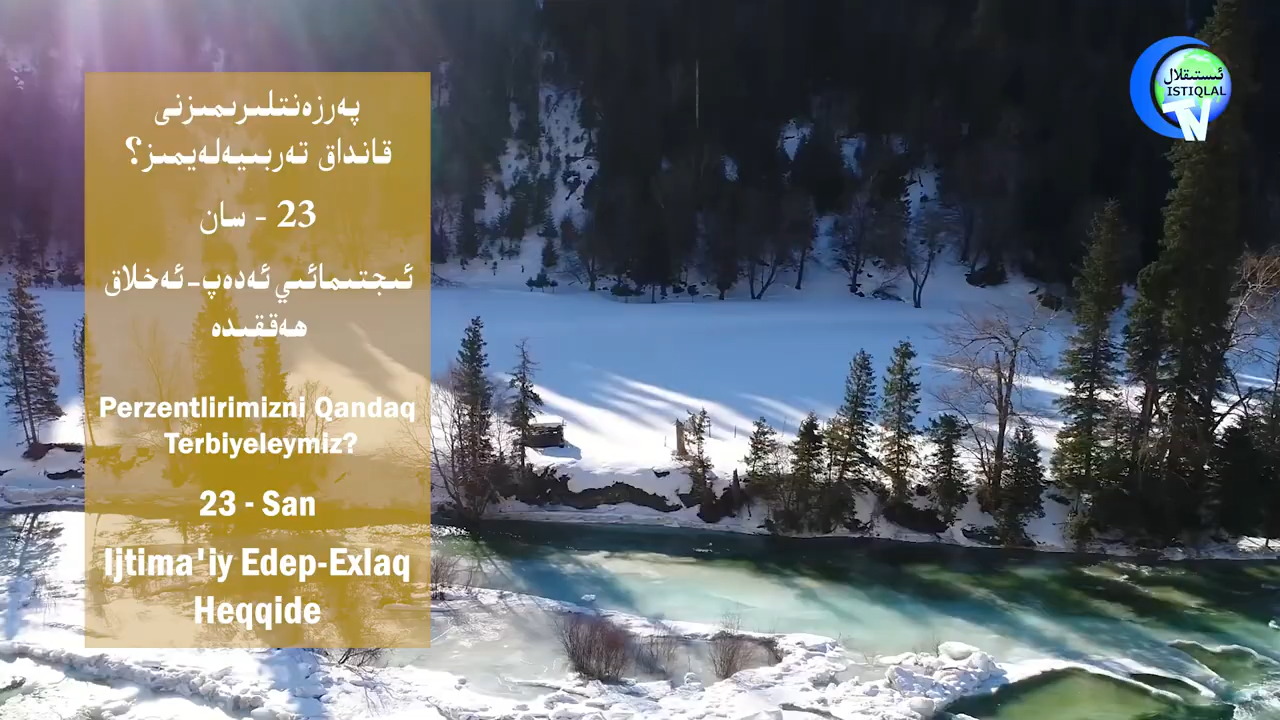 پەرزەنتلىرىمىزنى
قانداق تەربىيەلەيمىز؟
23 - سان
ئىجتىمائىي ئەدەپ-ئەخلاق
ھەققىدە
Perzentlirimizni Qandaq
Terbiyeleymiz?
23 - San
Ijtima'iy Edep-Exlaq
Heqqide
ئىستىقلال
ISTIQLAL
TV